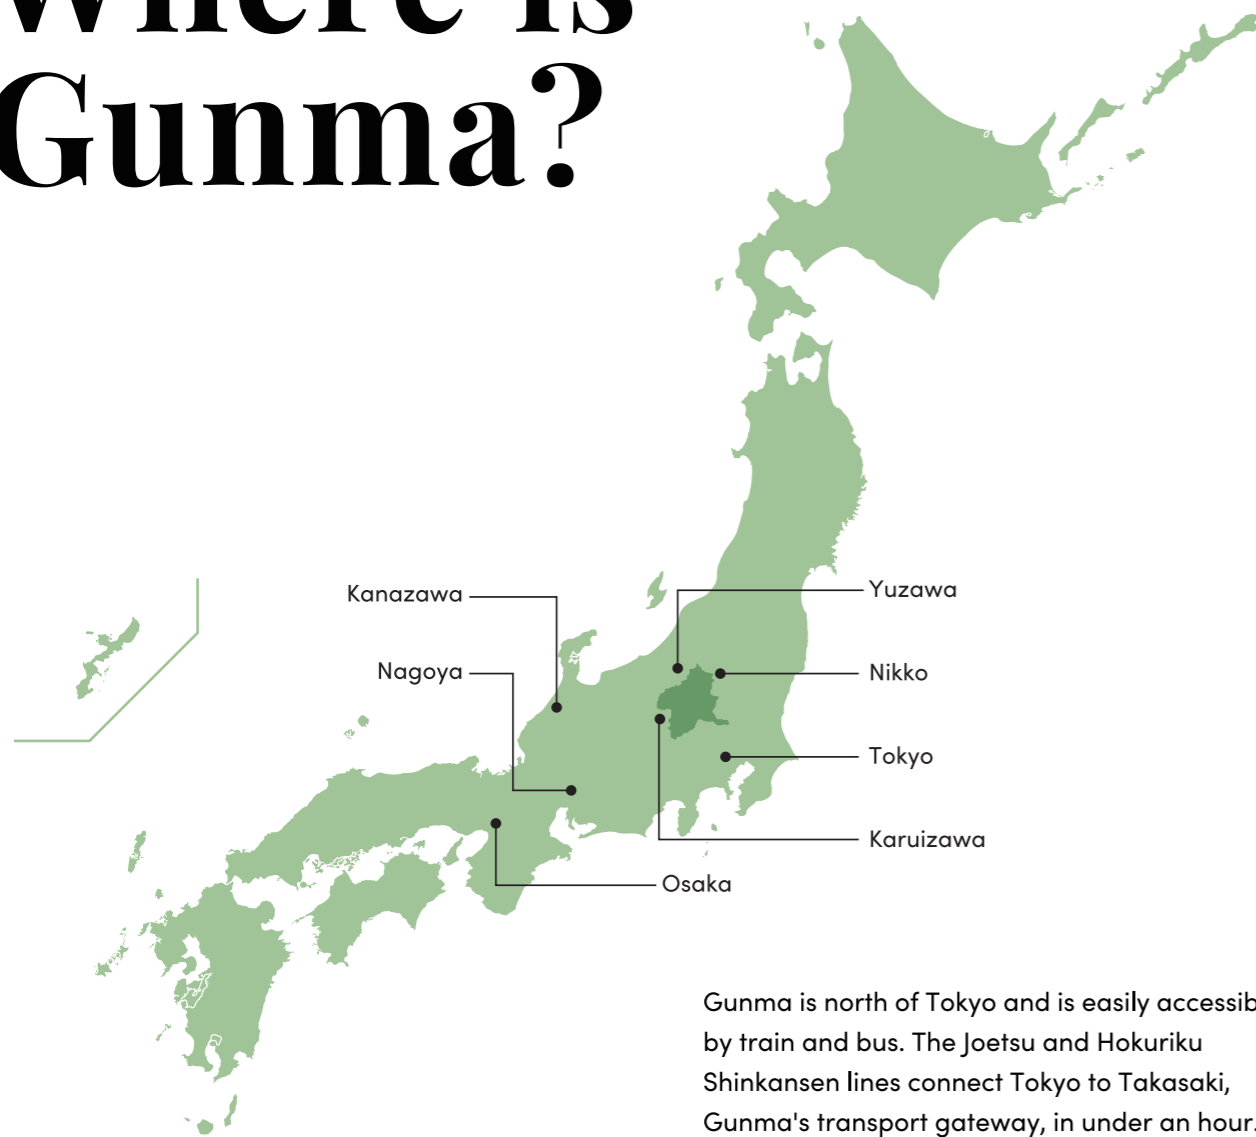 Where is
Gunma?
Kanazawa
Yuzawa
Nagoya
Nikko
Tokyo
Karuizawa
Osaka
Gunma is north of Tokyo and is easily accessib
by train and bus. The Joetsu and Hokuriku
Shinkansen lines connect Tokyo to Takasaki,
Gunma's transport gateway, in under an hour.